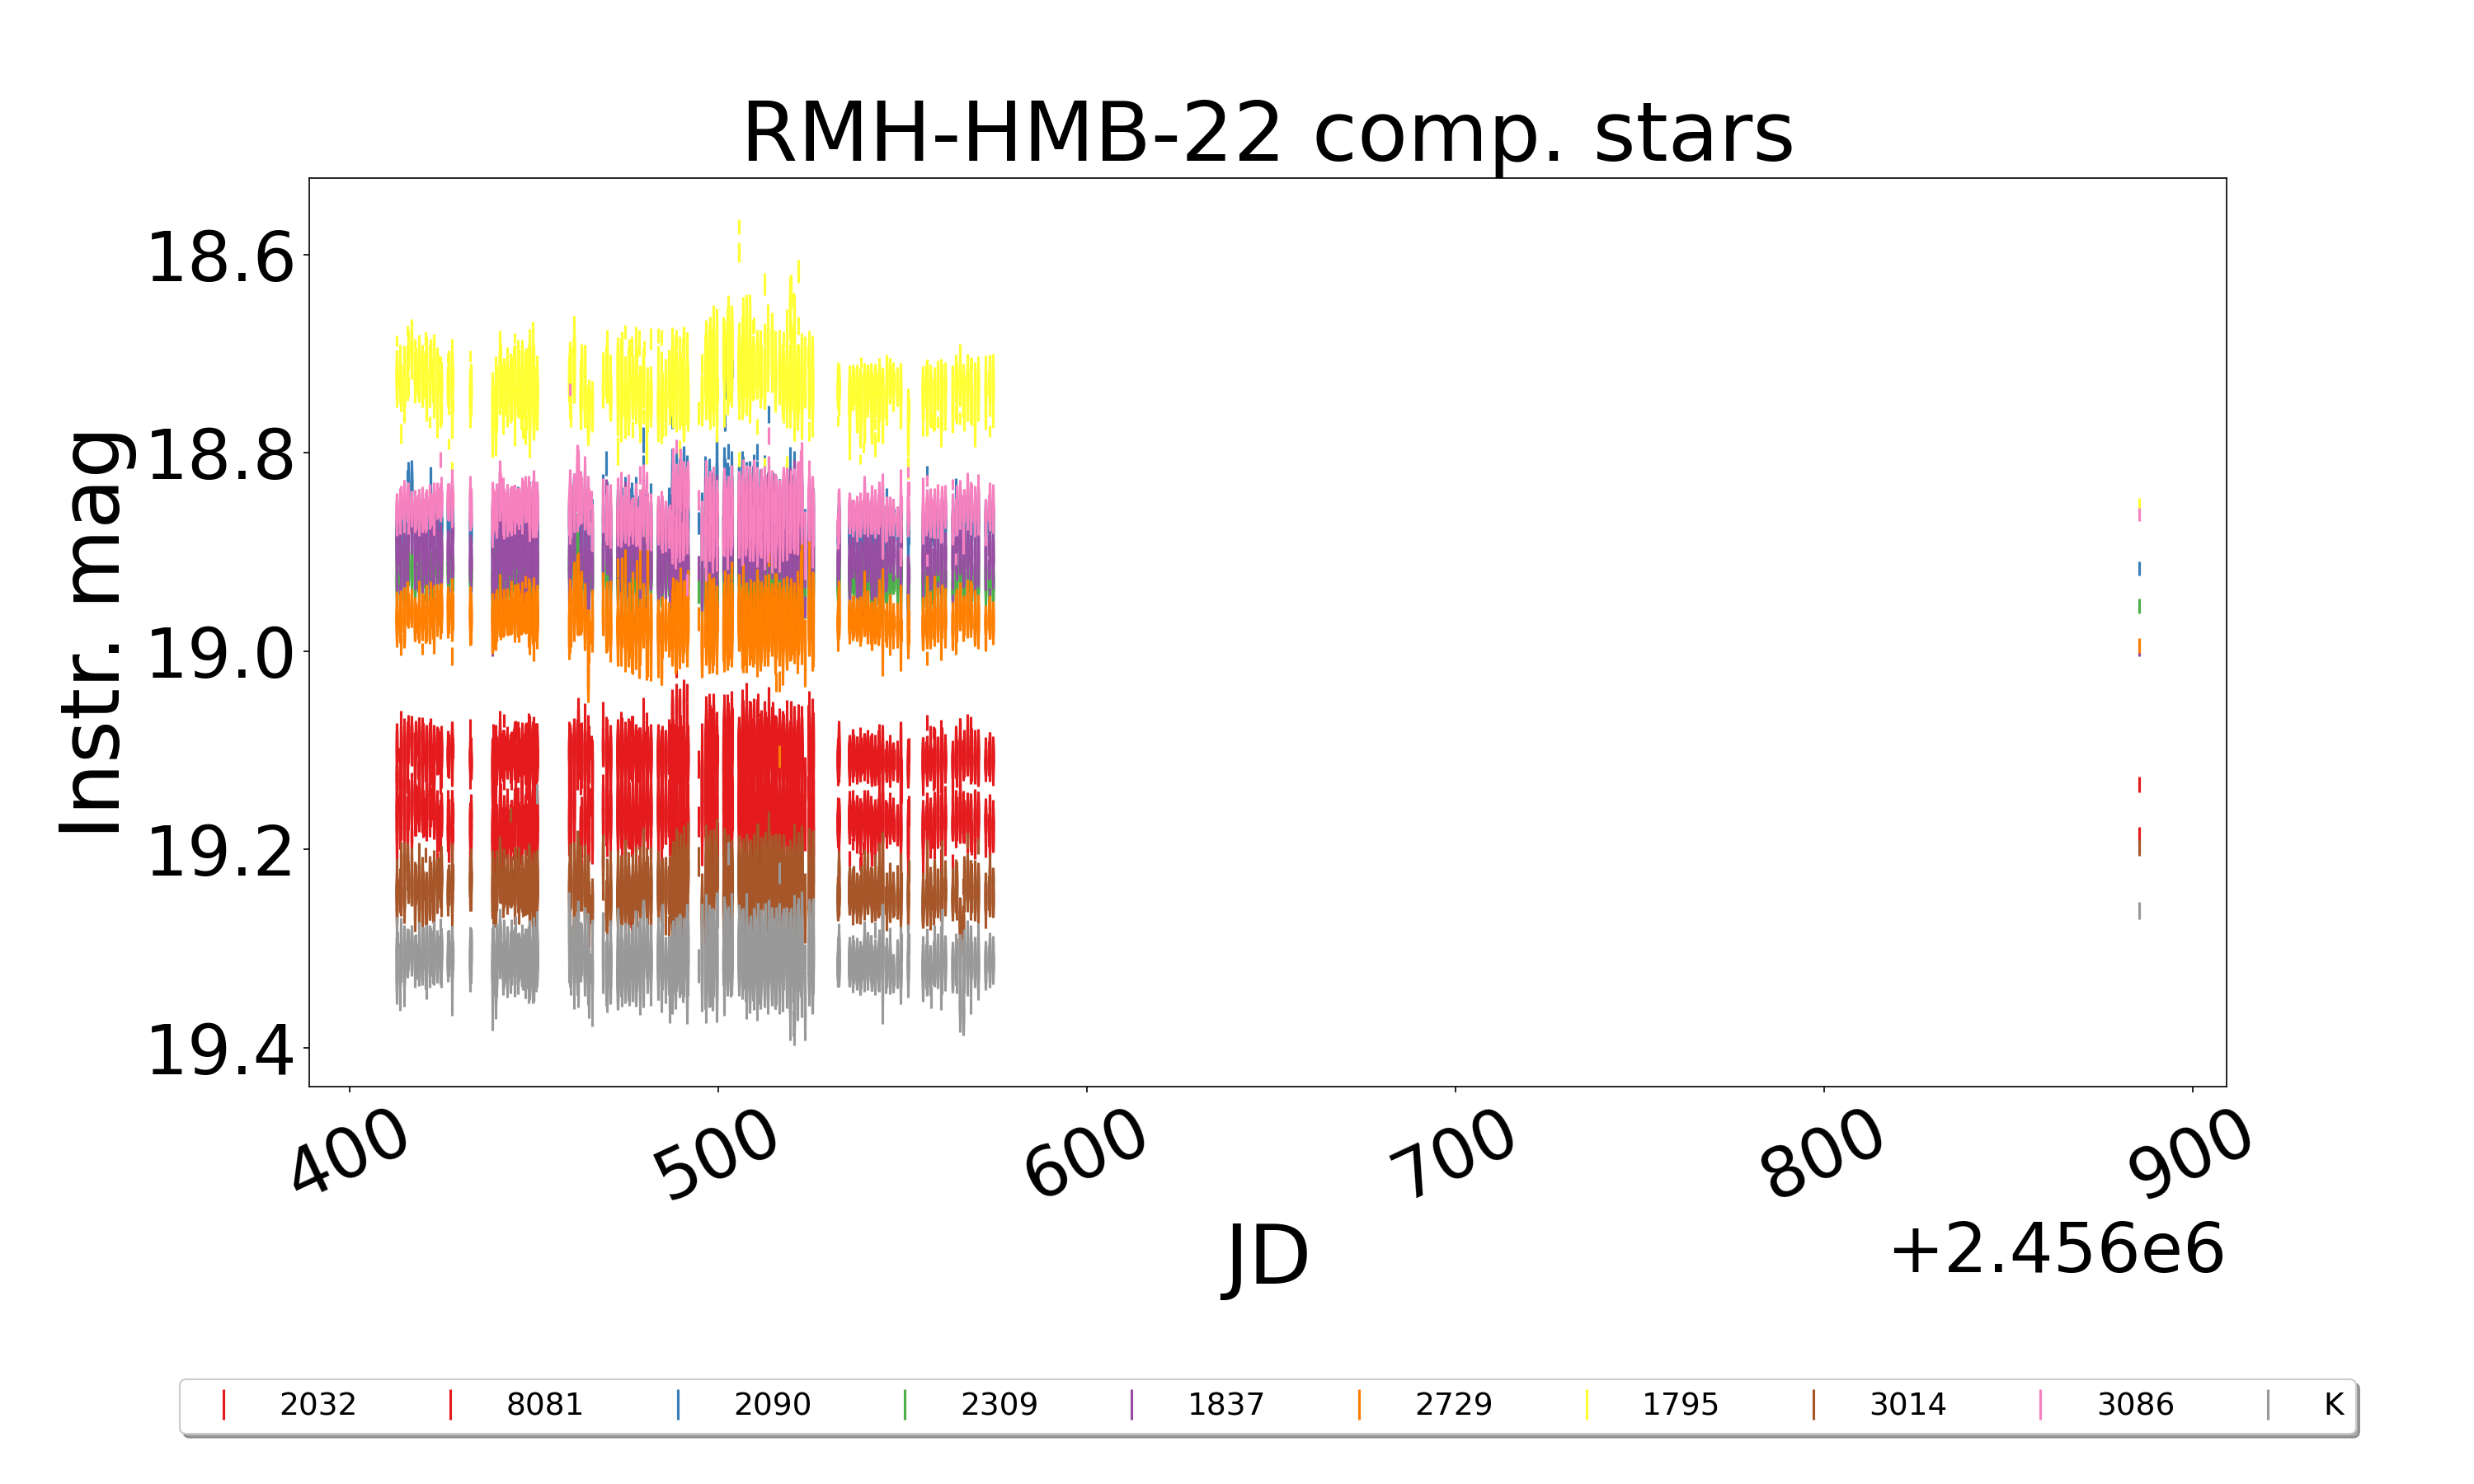 RMH-HMB-22 comp. stars
Instr. mag
18.6
18.8
19.0
19.2
19.4
400 500 600 700 800 900
JD
+2.456e6
2032 8081 2090 2309 1837 2729 1795 3014 3086 K